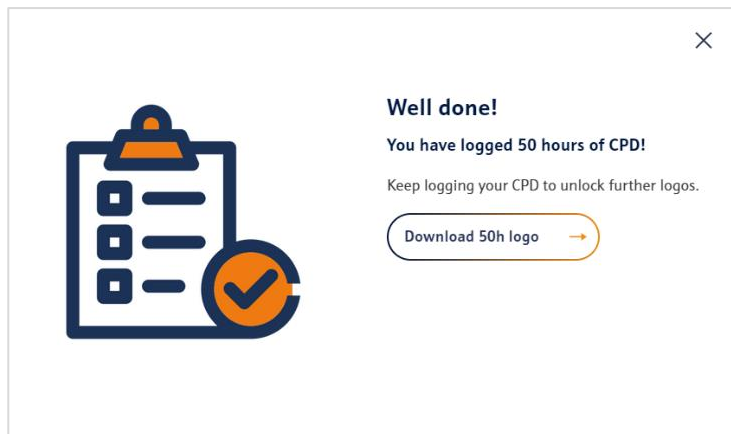 Well done!
You have logged 50 hours of CPD!
Keep logging your CPD to unlock further logos.
Download 50h logo